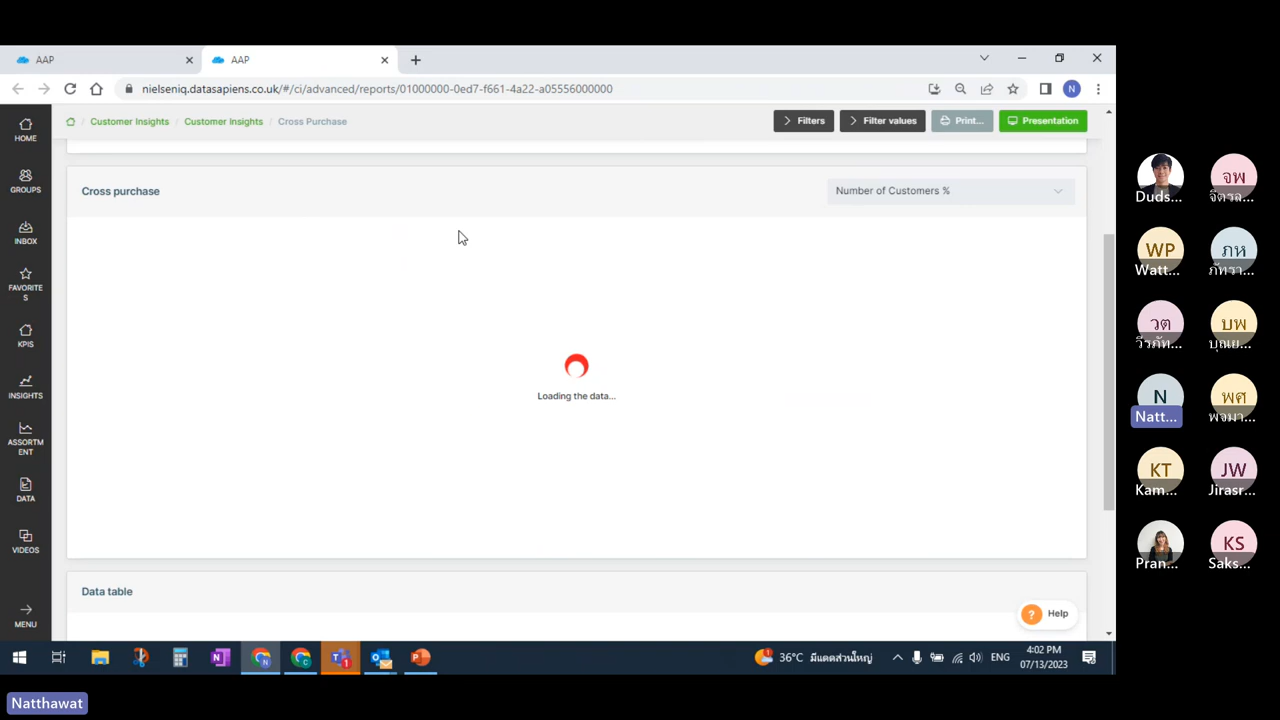 AAP
AAP
nielseniq.datasapiens.co.uk/#/ci/advanced/reports/01000000-0ed7-f661-4a22-a05556000000
N
HOME
GROUPS
INBOX
FAVORITE
S
KPIS
INSIGHTS
ASSORTM
ENT
DATA
VIDEOS
MENU
/ Customer Insights / Customer Insights / Cross Purchase
Filters
Filter values
Print...
Presentation
Cross purchase
Number of Customers %
Loading the data...
Data table
? Help
36°C มีแดดส่วนใหญ่
ENG
4:02 PM
07/13/2023
Duds...
จพ
จิตรล...
WP
Watt...
ภห
ภัทรา...
วต
วีรภัท...
บพ
บุณย...
N
Natt...
พศ
พจมา...
KT
Kam...
JW
Jirasr...
Pran...
KS
Saks...
Natthawat